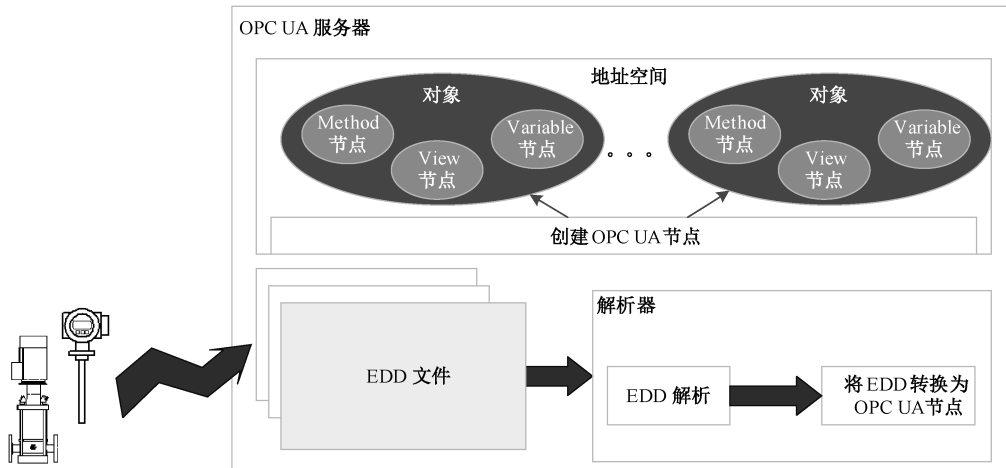 OPC UA 服务器
地址空间
对象
Method
节点
View
节点
Variable
节点
。。。
对象
Method
节点
View
节点
Variable
节点
创建OPC UA节点
EDD 文件
解析器
EDD 解析
将EDD转换为
OPC UA节点